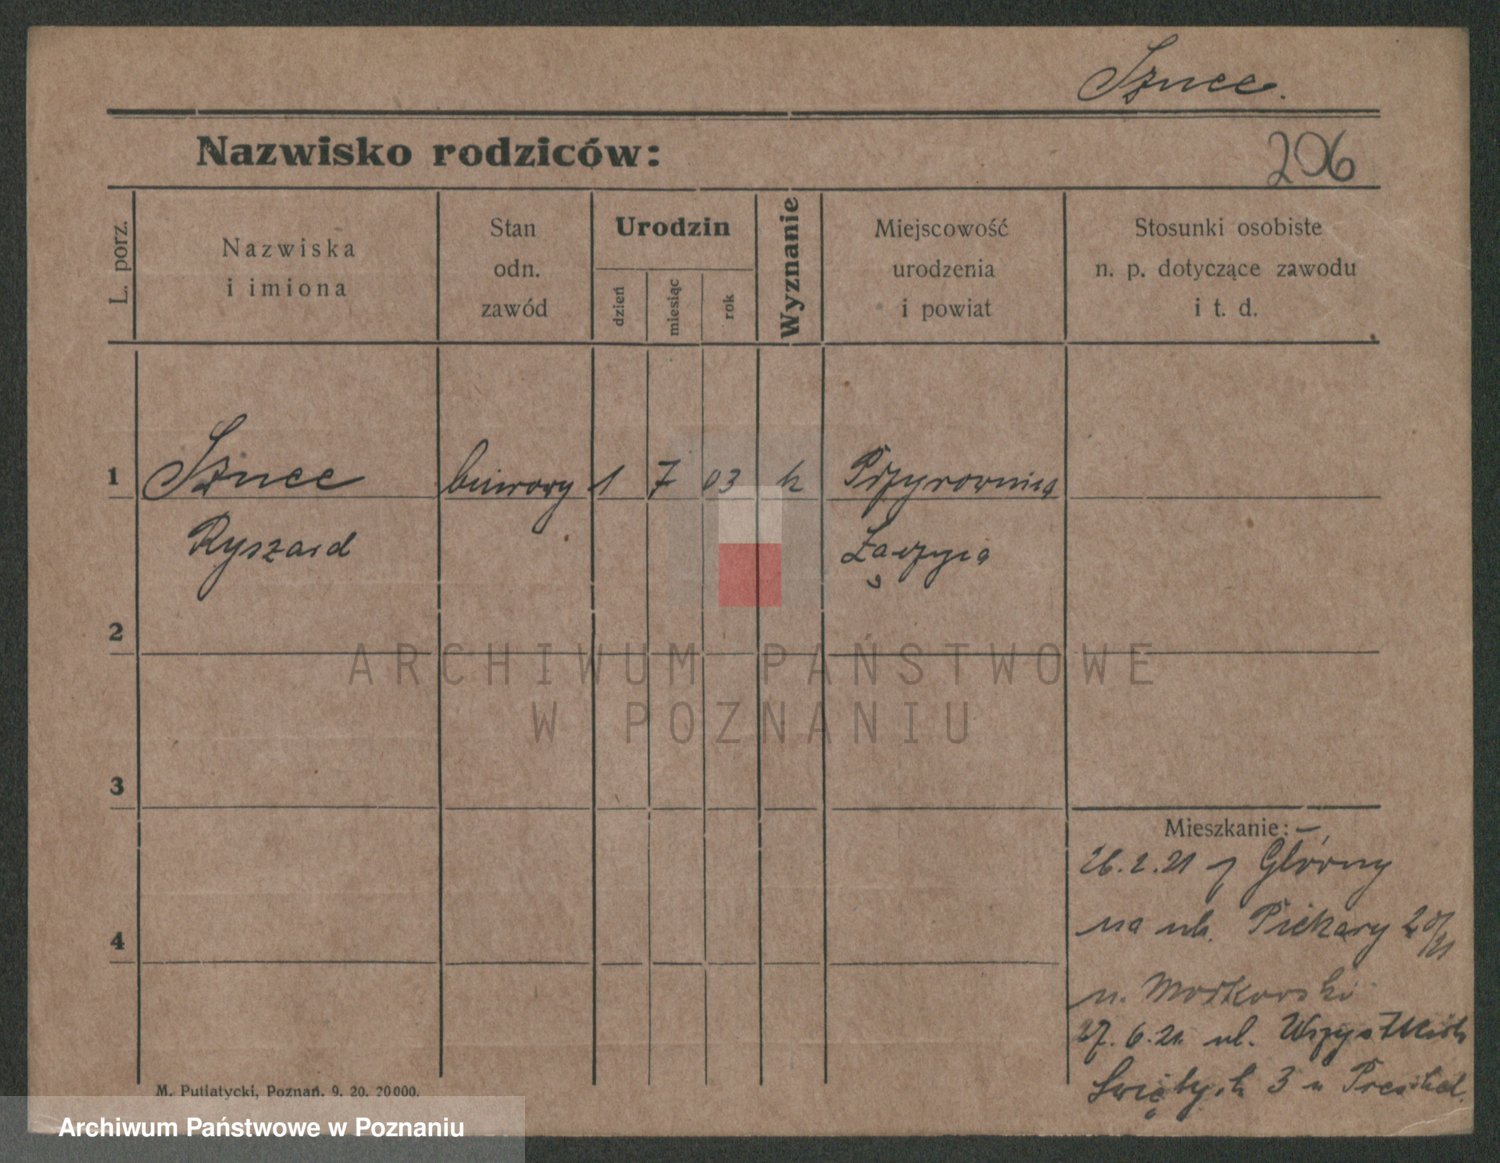 Sznee.
Nazwisko rodziców:
206
L. porz.
Nazwiska
i imiona
Stan
odn.
zawód
Urodzin
dzień
miesiąc
rok
Wyznanie
Miejscowość
urodzenia
i powiat
Stosunki osobiste
n. p. dotyczące zawodu
i t. d.
1 biurowy 1 7 03 k Przyrownica
Ryszard
2
3
4
Mieszkanie: —
26.2.21 z Główny
na ul. Piekary 20/21
u.
27.6.21 ul. Wszystkich
Świętych 3 u
M. Putiatycki, Poznań. 9. 20. 20000.
ARCHIWUM PAŃSTWOWE
W POZNANIU
Archiwum Państwowe w Poznaniu